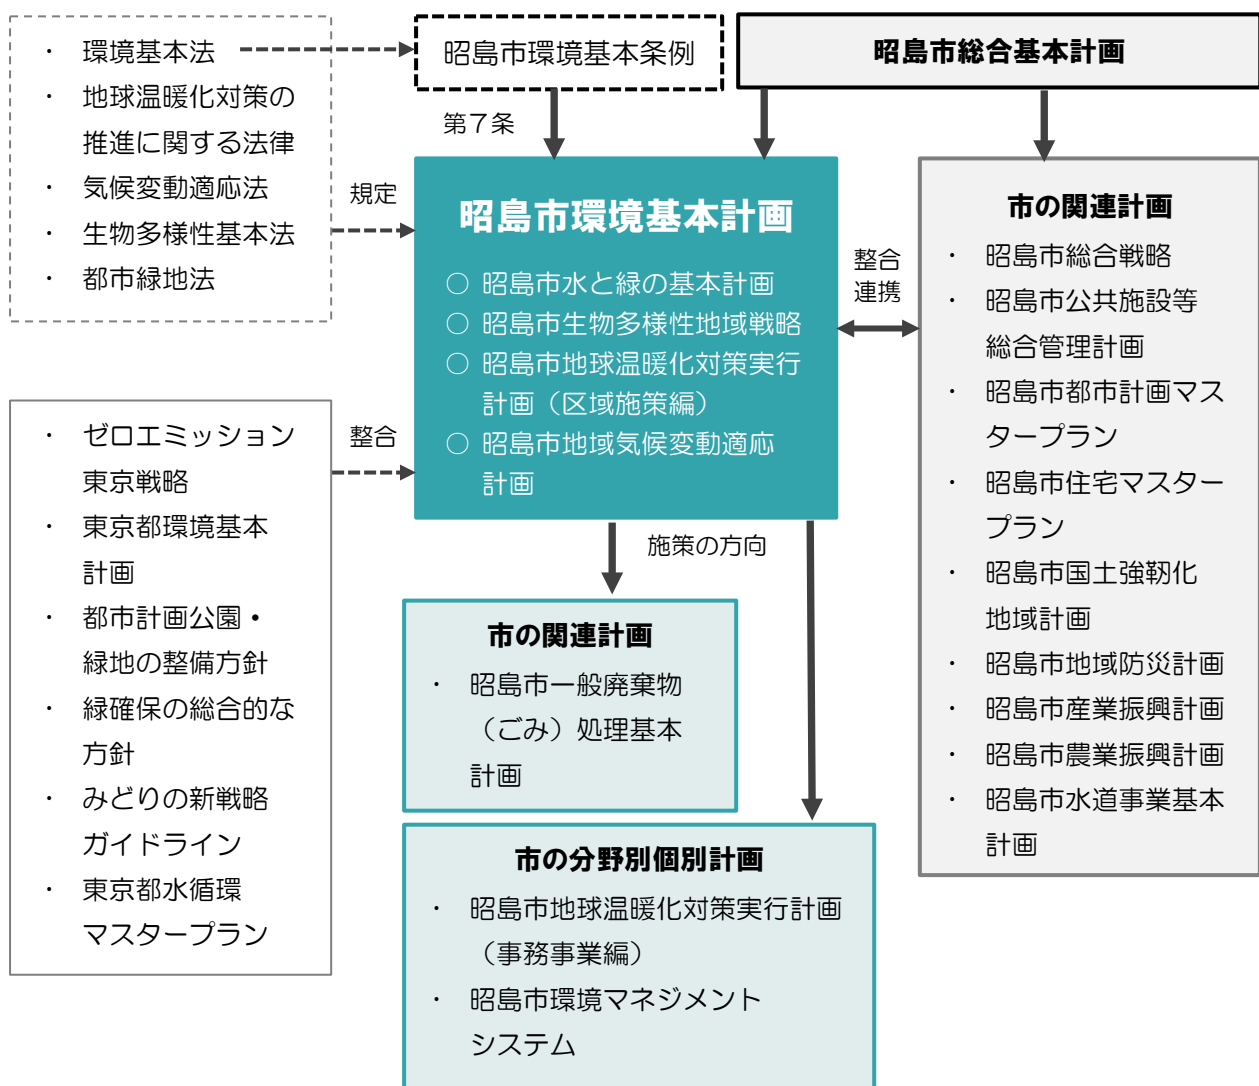 ・ 環境基本法
・ 地球温暖化対策の
推進に関する法律
・ 気候変動適応法
・ 生物多様性基本法
・ 都市緑地法
昭島市環境基本条例
昭島市総合基本計画
第7条
規定
昭島市環境基本計画
○ 昭島市水と緑の基本計画
○ 昭島市生物多様性地域戦略
○ 昭島市地球温暖化対策実行
計画（区域施策編）
○ 昭島市地域気候変動適応
計画
整合
連携
市の関連計画
・ 昭島市総合戦略
・ 昭島市公共施設等
総合管理計画
・ 昭島市都市計画マス
タープラン
・ 昭島市住宅マスター
プラン
・ 昭島市国土強靭化
地域計画
・ 昭島市地域防災計画
・ 昭島市産業振興計画
・ 昭島市農業振興計画
・ 昭島市水道事業基本
計画
・ ゼロエミッション
東京戦略
・ 東京都環境基本
計画
・ 都市計画公園・
緑地の整備方針
・ 緑確保の総合的な
方針
・ みどりの新戦略
ガイドライン
・ 東京都水循環
マスタープラン
整合
施策の方向
市の関連計画
・ 昭島市一般廃棄物
（ごみ）処理基本
計画
市の分野別個別計画
・ 昭島市地球温暖化対策実行計画
（事務事業編）
・ 昭島市環境マネジメント
システム